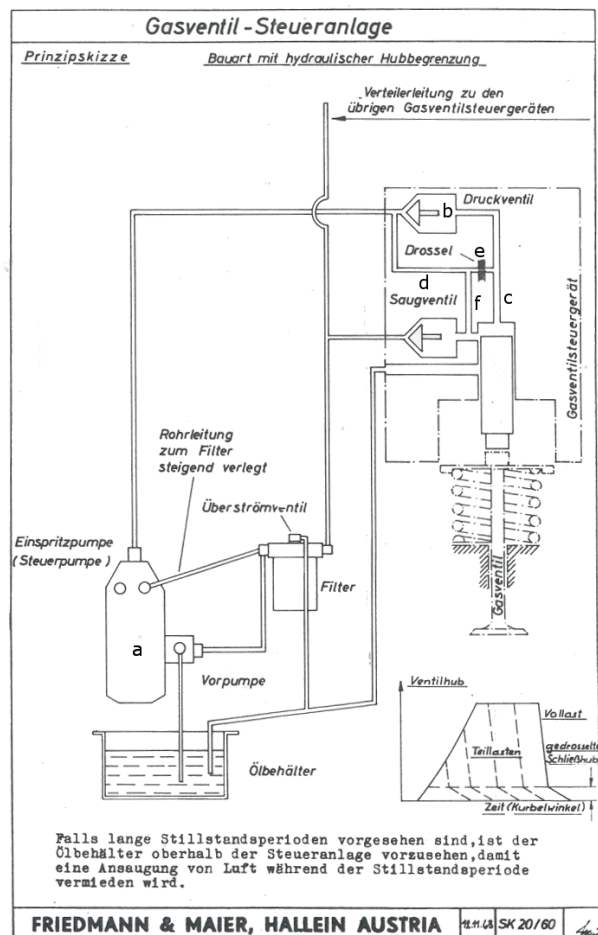 Gasventil-Steueranlage
Prinzipskizze
Bauart mit hydraulischer Hubbegrenzung
Verteilerleitung zu den
übrigen Gasventilsteuergeräten
b
Druckventil
Drossel
e
d
f
c
Saugventil
Gasventilsteuergerät
Rohrleitung
zum Filter
steigend verlegt
Überströmventil
Einspritzpumpe
(Steuerpumpe)
Filter
a
Vorpumpe
Gasventil
Ventilhub
Vollast
Teillasten
gedrosselte
Schließhub
Zeit (Kurbelwinkel)
Ölbehälter
Falls lange Stillstandsperioden vorgesehen sind,ist der
Ölbehälter oberhalb der Steueranlage vorzusehen,damit
eine Ansaugung von Luft während der Stillstandsperiode
vermieden wird.
FRIEDMANN & MAIER, HALLEIN AUSTRIA
SK 20/60